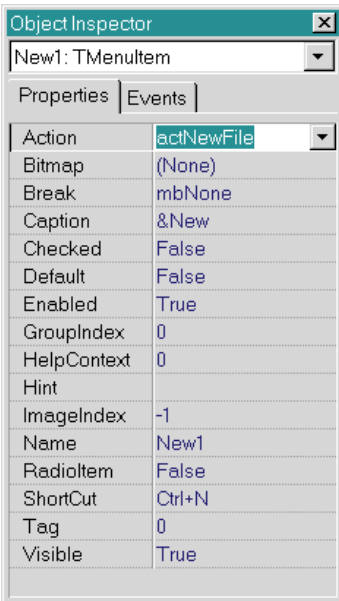 Object Inspector
New1: TMenuItem
Properties Events
Action actNewFile
Bitmap (None)
Break mbNone
Caption &New
Checked False
Default False
Enabled True
GroupIndex 0
HelpContext 0
Hint
ImageIndex -1
Name New1
RadioItem False
ShortCut Ctrl+N
Tag 0
Visible True